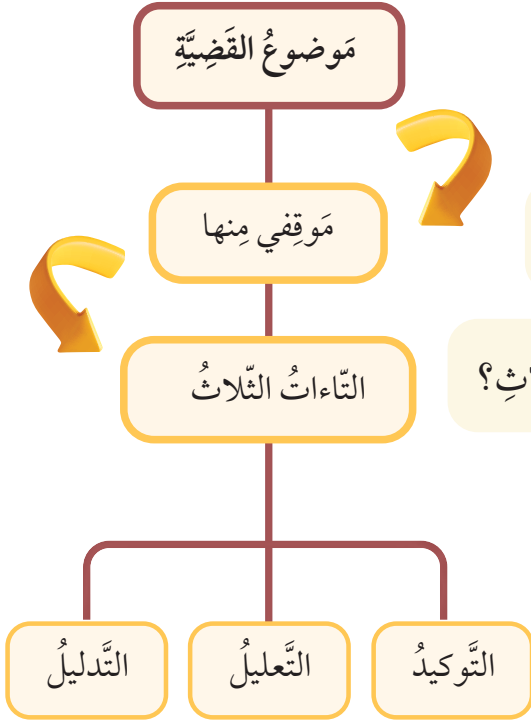 مَوضوعُ القَضِيَّةِ
مَوقِفي مِنها
التّاءاتُ الثّلاثُ
التَّوكيدُ
التَّعليلُ
التَّدليلُ